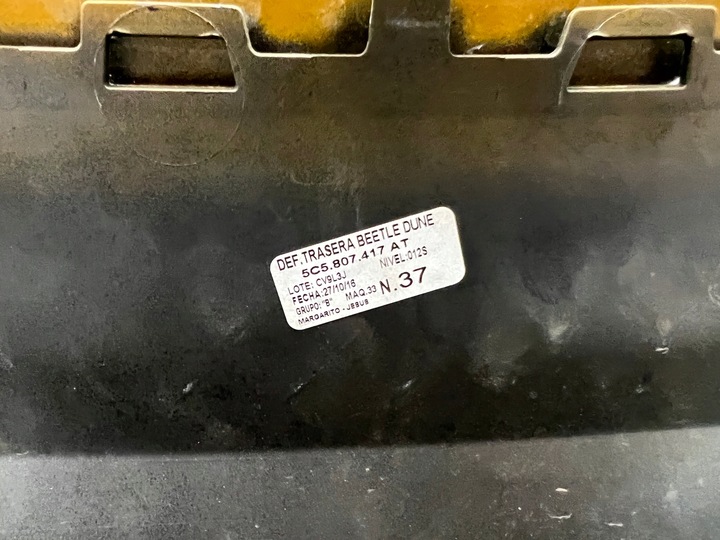 DEF.TRASERA BEETLE DUNE
5C5.807.417 AT
LOTE: CV9L3J NIVEL:012S
FECHA:27/10/16
GRUPO:"B" MAQ.33 N.37
MARGARITO - JESUS